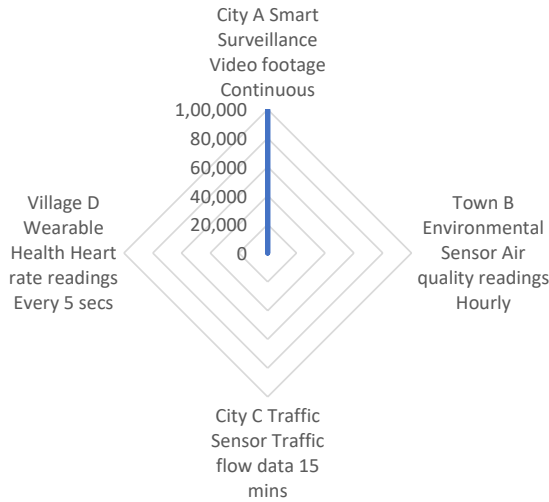 City A Smart
Surveillance
Video footage
Continuous
1,00,000
80,000
60,000
40,000
20,000
0
Village D
Wearable
Health Heart
rate readings
Every 5 secs
Town B
Environmental
Sensor Air
quality readings
Hourly
City C Traffic
Sensor Traffic
flow data 15
mins